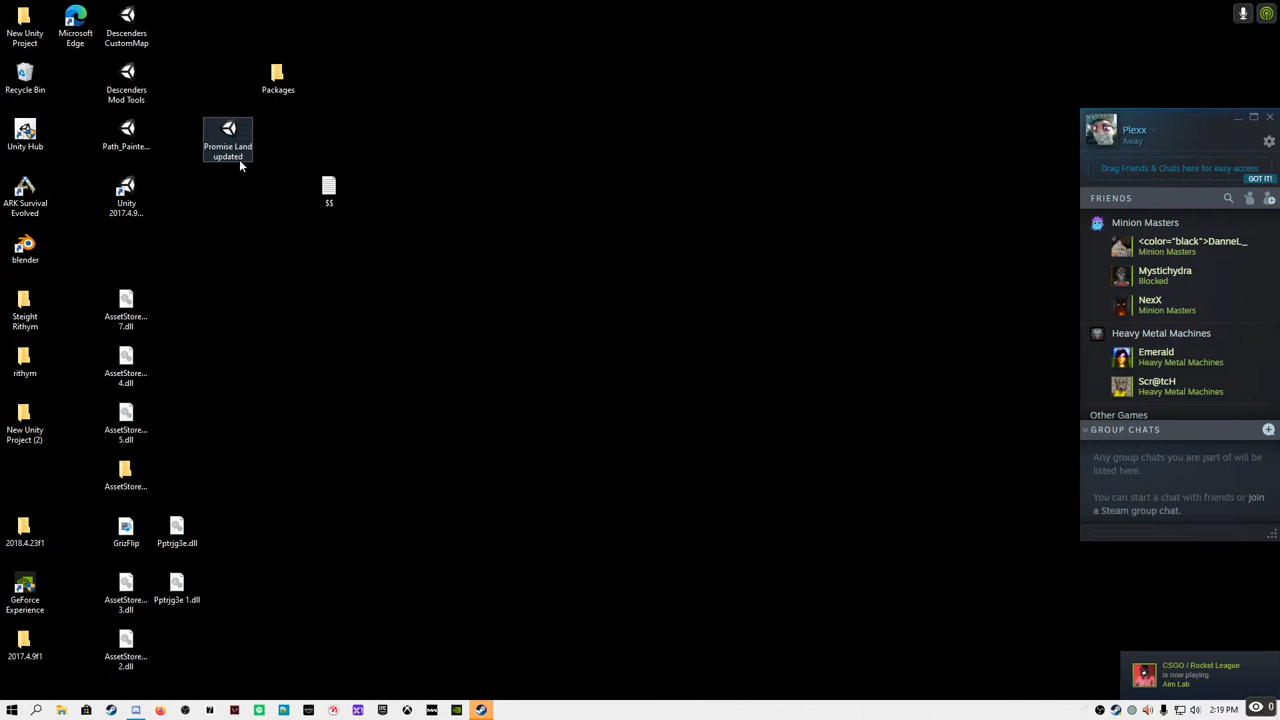 New Unity
Project
Microsoft
Edge
Descenders
CustomMap
Recycle Bin
Descenders
Mod Tools
Packages
Unity Hub
Path_Painte...
Promise Land
updated
ARK Survival
Evolved
Unity
2017.4.9...
$$
blender
Steight
Rithym
AssetStore...
7.dll
rithym
AssetStore...
4.dll
New Unity
Project (2)
AssetStore...
5.dll
AssetStore...
2018.4.23f1
GrizFlip
Pptrjg3e.dll
GeForce
Experience
AssetStore...
3.dll
Pptrjg3e 1.dll
2017.4.9f1
AssetStore...
2.dll
Plexx
Away
Drag Friends & Chats here for easy access
GOT IT!
FRIENDS
Minion Masters
<color="black">DanneL_
Minion Masters
Mystichydra
Blocked
NexX
Minion Masters
Heavy Metal Machines
Emerald
Heavy Metal Machines
Scr@tcH
Heavy Metal Machines
Other Games
GROUP CHATS
Any group chats you are part of will be
listed here.
You can start a chat with friends or join
a Steam group chat.
CSGO / Rocket League
is now playing
Aim Lab
2:19 PM
0